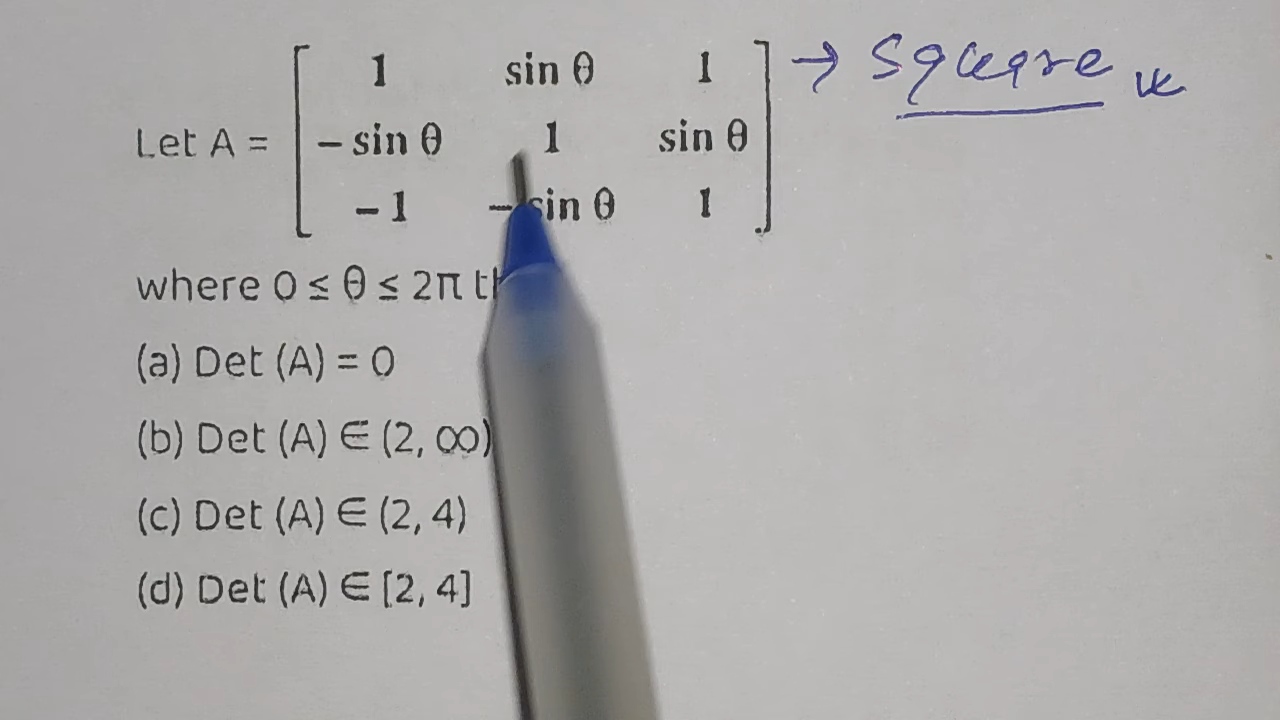 Let A = [ 1 sin θ 1 → Square
– sin θ 1 sin θ
– 1 – sin θ 1 ]
where 0 ≤ θ ≤ 2π
(a) Det (A) = 0
(b) Det (A) ∈ (2, ∞)
(c) Det (A) ∈ (2, 4)
(d) Det (A) ∈ [2, 4]